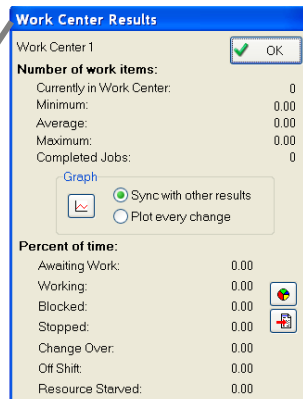 Work Center Results
Work Center 1
OK
Number of work items:
Currently in Work Center: 0
Minimum: 0.00
Average: 0.00
Maximum: 0.00
Completed Jobs: 0
Graph
Sync with other results
Plot every change
Percent of time:
Awaiting Work: 0.00
Working: 0.00
Blocked: 0.00
Stopped: 0.00
Change Over: 0.00
Off Shift: 0.00
Resource Starved: 0.00